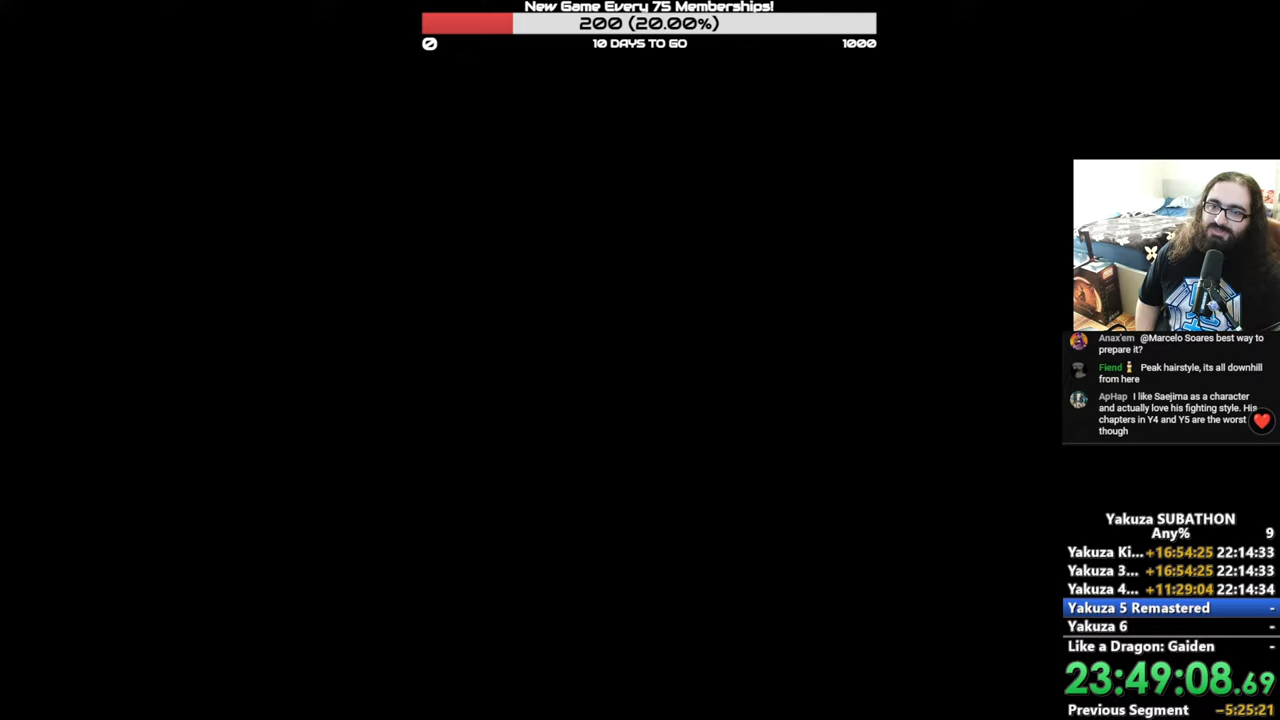 New Game Every 75 Memberships!
200 (20.00%)
0
10 DAYS TO GO
1000
Anax'em @Marcelo Soares best way to
prepare it?
Fiend Peak hairstyle, its all downhill
from here
ApHap I like Saejima as a character
and actually love his fighting style. His
chapters in Y4 and Y5 are the worst
though
Yakuza SUBATHON
Any% 9
Yakuza Ki... +16:54:25 22:14:33
Yakuza 3... +16:54:25 22:14:33
Yakuza 4... +11:29:04 22:14:34
Yakuza 5 Remastered -
Yakuza 6 -
Like a Dragon: Gaiden -
23:49:08.69
Previous Segment −5:25:21